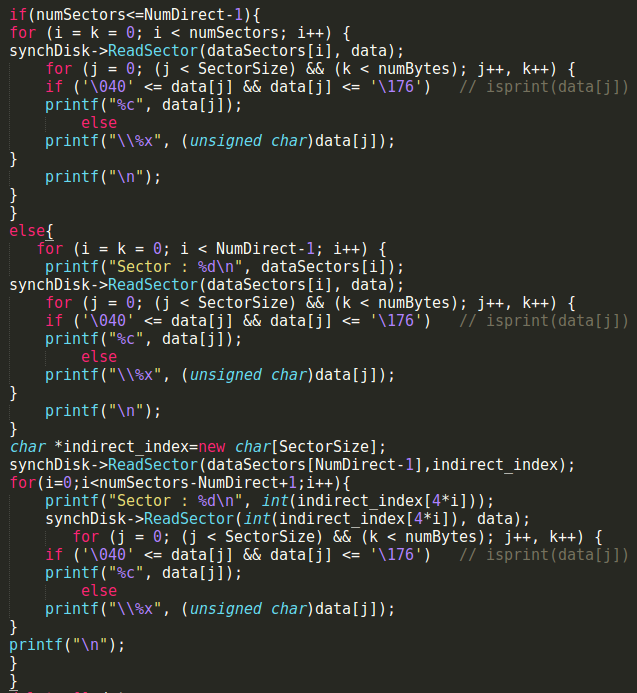 if(numSectors<=NumDirect-1){
for (i = k = 0; i < numSectors; i++) {
synchDisk->ReadSector(dataSectors[i], data);
    for (j = 0; (j < SectorSize) && (k < numBytes); j++, k++) {
    if ('\040' <= data[j] && data[j] <= '\176')   // isprint(data[j])
    printf("%c", data[j]);
        else
    printf("\\%x", (unsigned char)data[j]);
}
    printf("\n");
}
}
else{
   for (i = k = 0; i < NumDirect-1; i++) {
    printf("Sector : %d\n", dataSectors[i]);
synchDisk->ReadSector(dataSectors[i], data);
    for (j = 0; (j < SectorSize) && (k < numBytes); j++, k++) {
    if ('\040' <= data[j] && data[j] <= '\176')   // isprint(data[j])
    printf("%c", data[j]);
        else
    printf("\\%x", (unsigned char)data[j]);
}
    printf("\n");
}
char *indirect_index=new char[SectorSize];
synchDisk->ReadSector(dataSectors[NumDirect-1],indirect_index);
for(i=0;i<numSectors-NumDirect+1;i++){
    printf("Sector : %d\n", int(indirect_index[4*i]));
    synchDisk->ReadSector(int(indirect_index[4*i]), data);
       for (j = 0; (j < SectorSize) && (k < numBytes); j++, k++) {
    if ('\040' <= data[j] && data[j] <= '\176')   // isprint(data[j])
    printf("%c", data[j]);
        else
    printf("\\%x", (unsigned char)data[j]);
}
printf("\n");
}
}